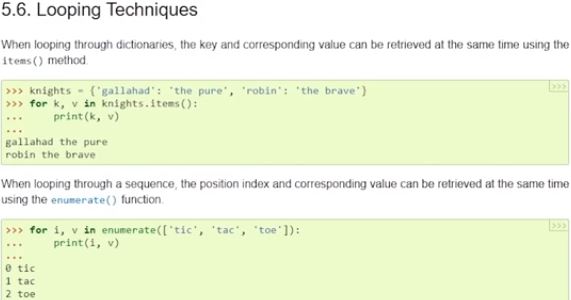 5.6. Looping Techniques
When looping through dictionaries, the key and corresponding value can be retrieved at the same time using the
items() method.
>>>
>>> knights = {'gallahad': 'the pure', 'robin': 'the brave'}
>>> for k, v in knights.items():
...     print(k, v)
...
gallahad the pure
robin the brave
When looping through a sequence, the position index and corresponding value can be retrieved at the same time
using the enumerate() function.
>>>
>>> for i, v in enumerate(['tic', 'tac', 'toe']):
...     print(i, v)
...
0 tic
1 tac
2 toe